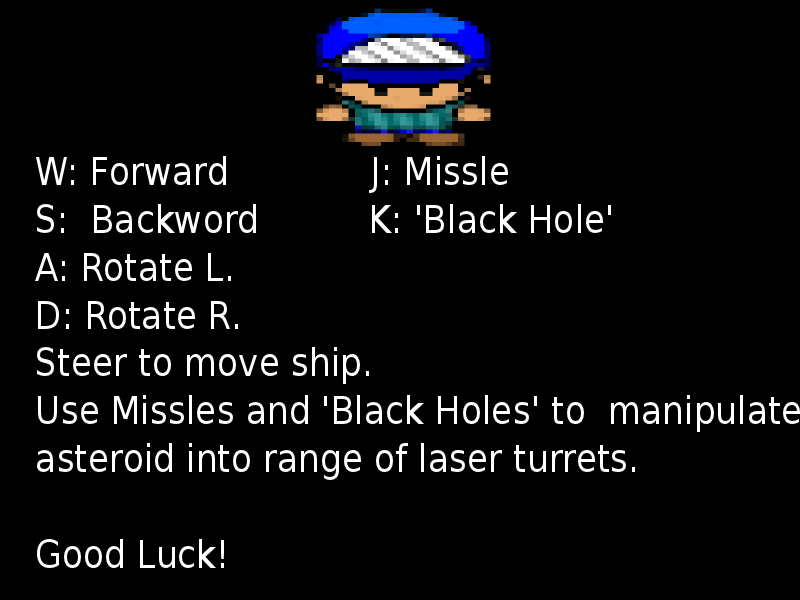 W: Forward J: Missle
S: Backword K: 'Black Hole'
A: Rotate L.
D: Rotate R.
Steer to move ship.
Use Missles and 'Black Holes' to manipulate
asteroid into range of laser turrets.
Good Luck!